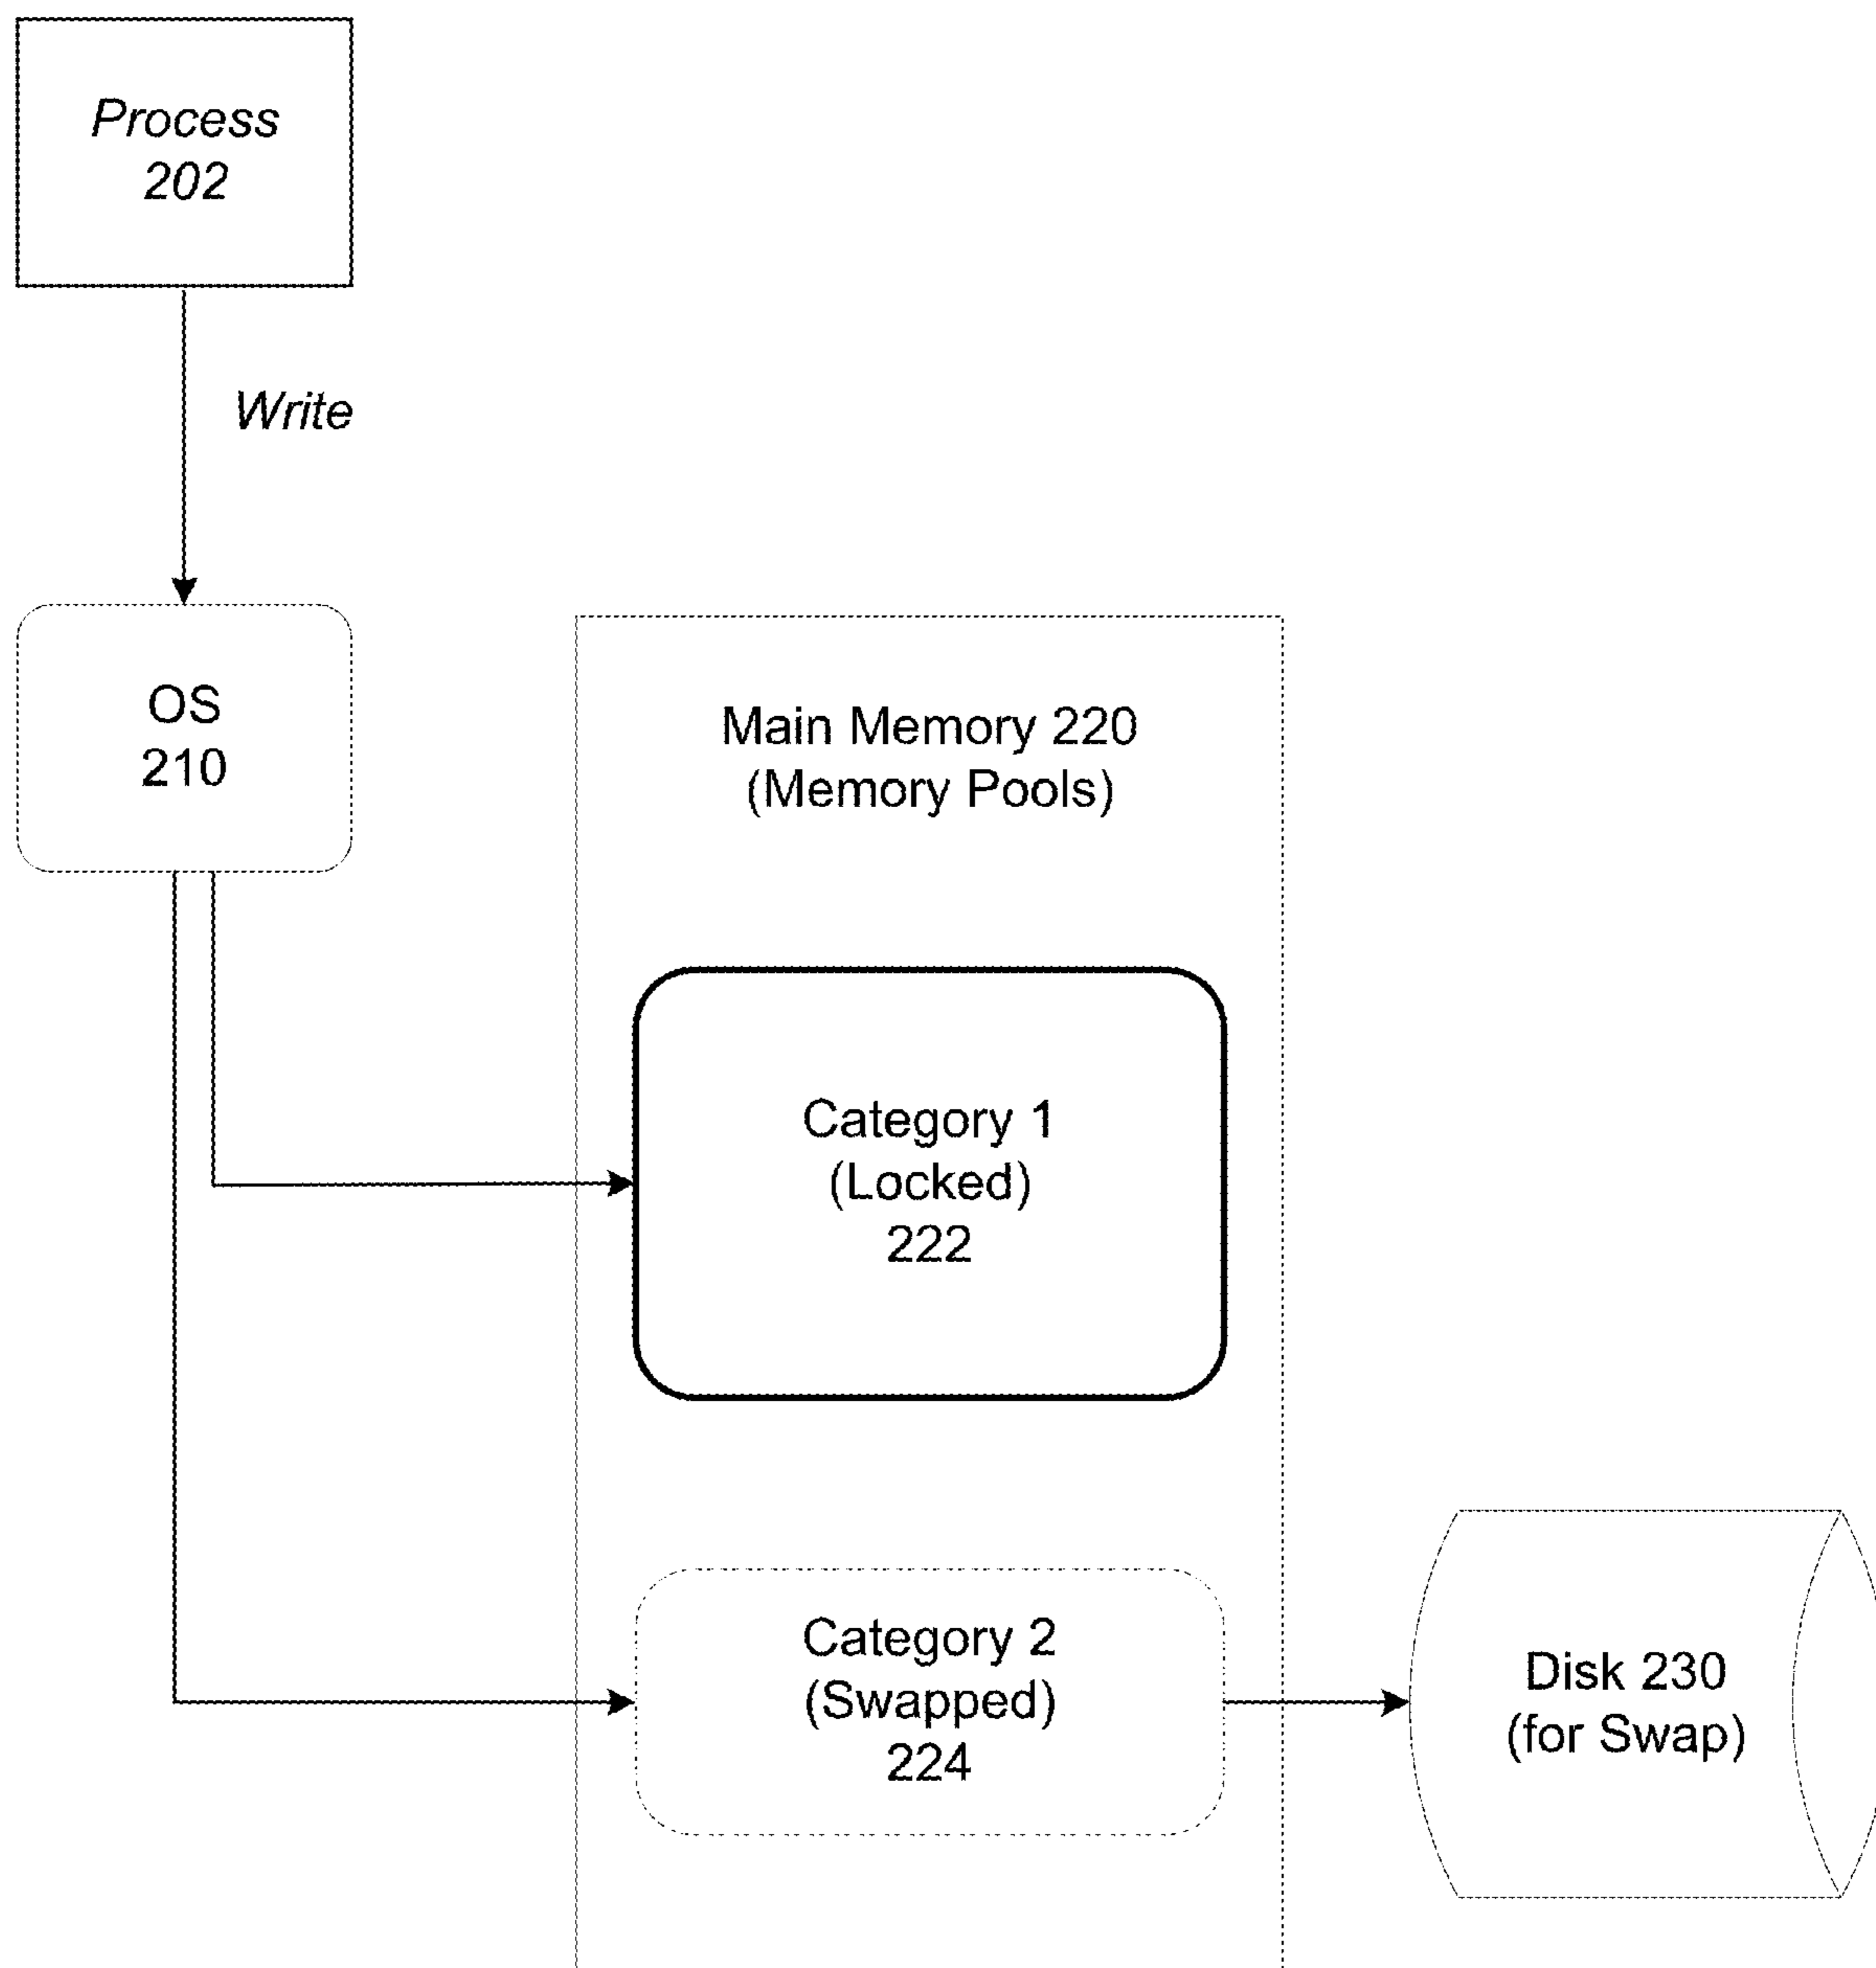 Process
202
Write
OS
210
Main Memory 220
(Memory Pools)
Category 1
(Locked)
222
Category 2
(Swapped)
224
Disk 230
(for Swap)